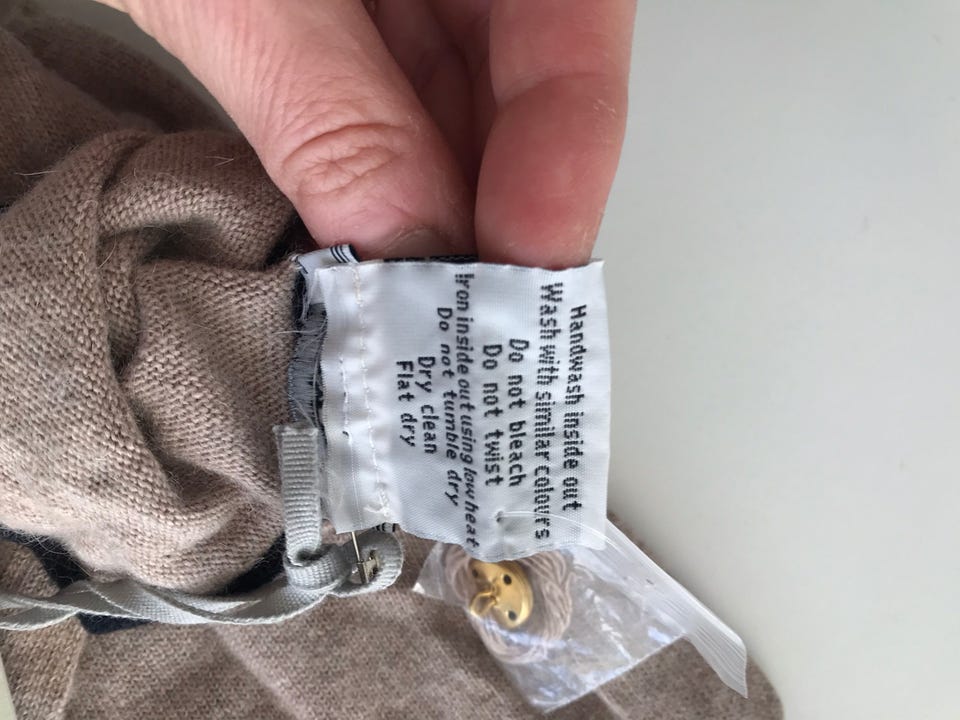 Handwash inside out
Wash with similar colours
Do not bleach
Do not twist
Iron inside out using low heat
Do not tumble dry
Dry clean
Flat dry